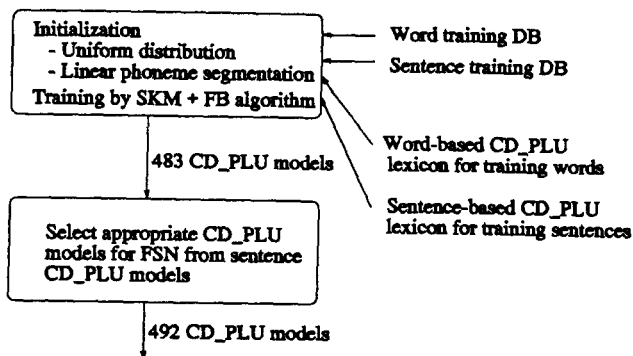 Initialization
- Uniform distribution
- Linear phoneme segmentation
Training by SKM + FB algorithm
Word training DB
Sentence training DB
Word-based CD_PLU
lexicon for training words
Sentence-based CD_PLU
lexicon for training sentences
483 CD_PLU models
Select appropriate CD_PLU
models for FSN from sentence
CD_PLU models
492 CD_PLU models